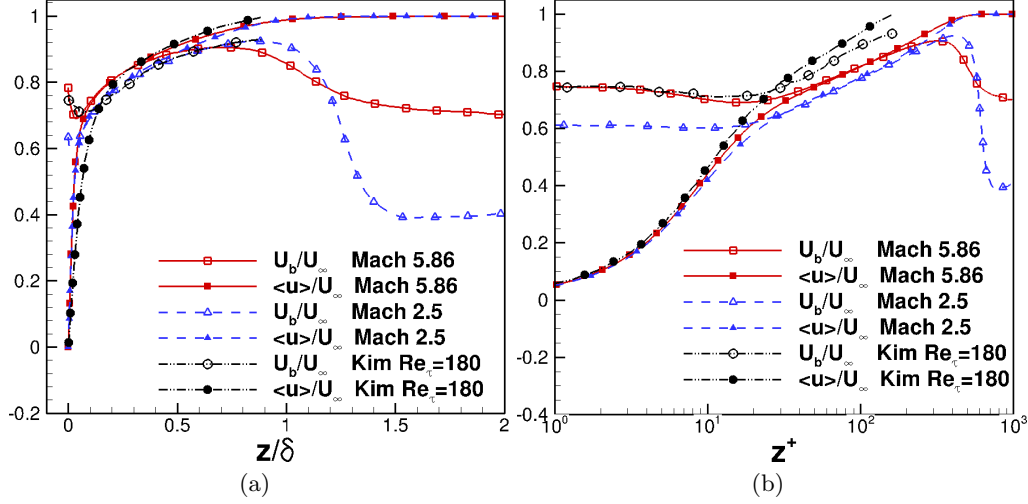 1
0.8
0.6
0.4
0.2
0
-0.2
0
0.5
1
1.5
2
z/δ
U_b/U_∞ Mach 5.86
<u>/U_∞ Mach 5.86
U_b/U_∞ Mach 2.5
<u>/U_∞ Mach 2.5
U_b/U_∞ Kim Re_τ=180
<u>/U_∞ Kim Re_τ=180
(a)
1
0.8
0.6
0.4
0.2
0
-0.2
-0.4
10^0
10^1
10^2
10^3
z^+
U_b/U_∞ Mach 5.86
<u>/U_∞ Mach 5.86
U_b/U_∞ Mach 2.5
<u>/U_∞ Mach 2.5
U_b/U_∞ Kim Re_τ=180
<u>/U_∞ Kim Re_τ=180
(b)